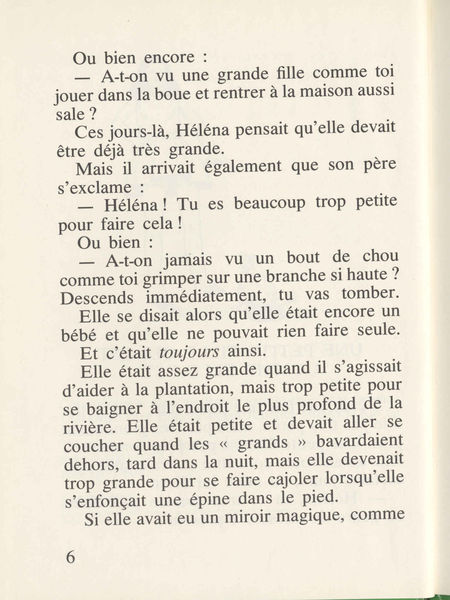 Ou bien encore :
— A-t-on vu une grande fille comme toi
jouer dans la boue et rentrer à la maison aussi
sale ?
Ces jours-là, Héléna pensait qu'elle devait
être déjà très grande.
Mais il arrivait également que son père
s'exclame :
— Héléna ! Tu es beaucoup trop petite
pour faire cela !
Ou bien :
— A-t-on jamais vu un bout de chou
comme toi grimper sur une branche si haute ?
Descends immédiatement, tu vas tomber.
Elle se disait alors qu'elle était encore un
bébé et qu'elle ne pouvait rien faire seule.
Et c'était toujours ainsi.
Elle était assez grande quand il s'agissait
d'aider à la plantation, mais trop petite pour
se baigner à l'endroit le plus profond de la
rivière. Elle était petite et devait aller se
coucher quand les « grands » bavardaient
dehors, tard dans la nuit, mais elle devenait
trop grande pour se faire cajoler lorsqu'elle
s'enfonçait une épine dans le pied.
Si elle avait eu un miroir magique, comme
6